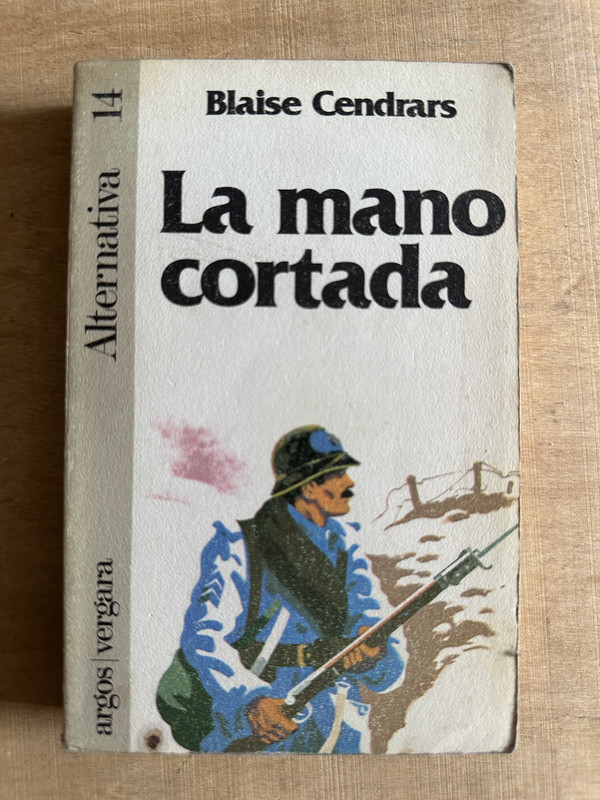 Blaise Cendrars
La mano
cortada
Alternativa 14
argos|vergara